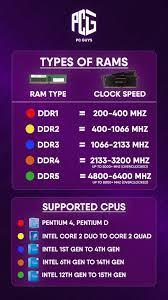 PCG
PC GUYS
TYPES OF RAMS
RAM TYPE CLOCK SPEED
DDR1 = 200-400 MHZ
DDR2 = 400-1066 MHZ
DDR3 = 1066-2133 MHZ
DDR4 = 2133-3200 MHZ
UP TO 5000+ MHZ (OVERCLOCKED)
DDR5 = 4800-6400 MHZ
UP TO 8000+ MHZ (OVERCLOCKED)
SUPPORTED CPUS
PENTIUM 4, PENTIUM D
INTEL CORE 2 DUO TO CORE 2 QUAD
INTEL 1ST GEN TO 4TH GEN
INTEL 6TH GEN TO 14TH GEN
INTEL 12TH GEN TO 15TH GEN